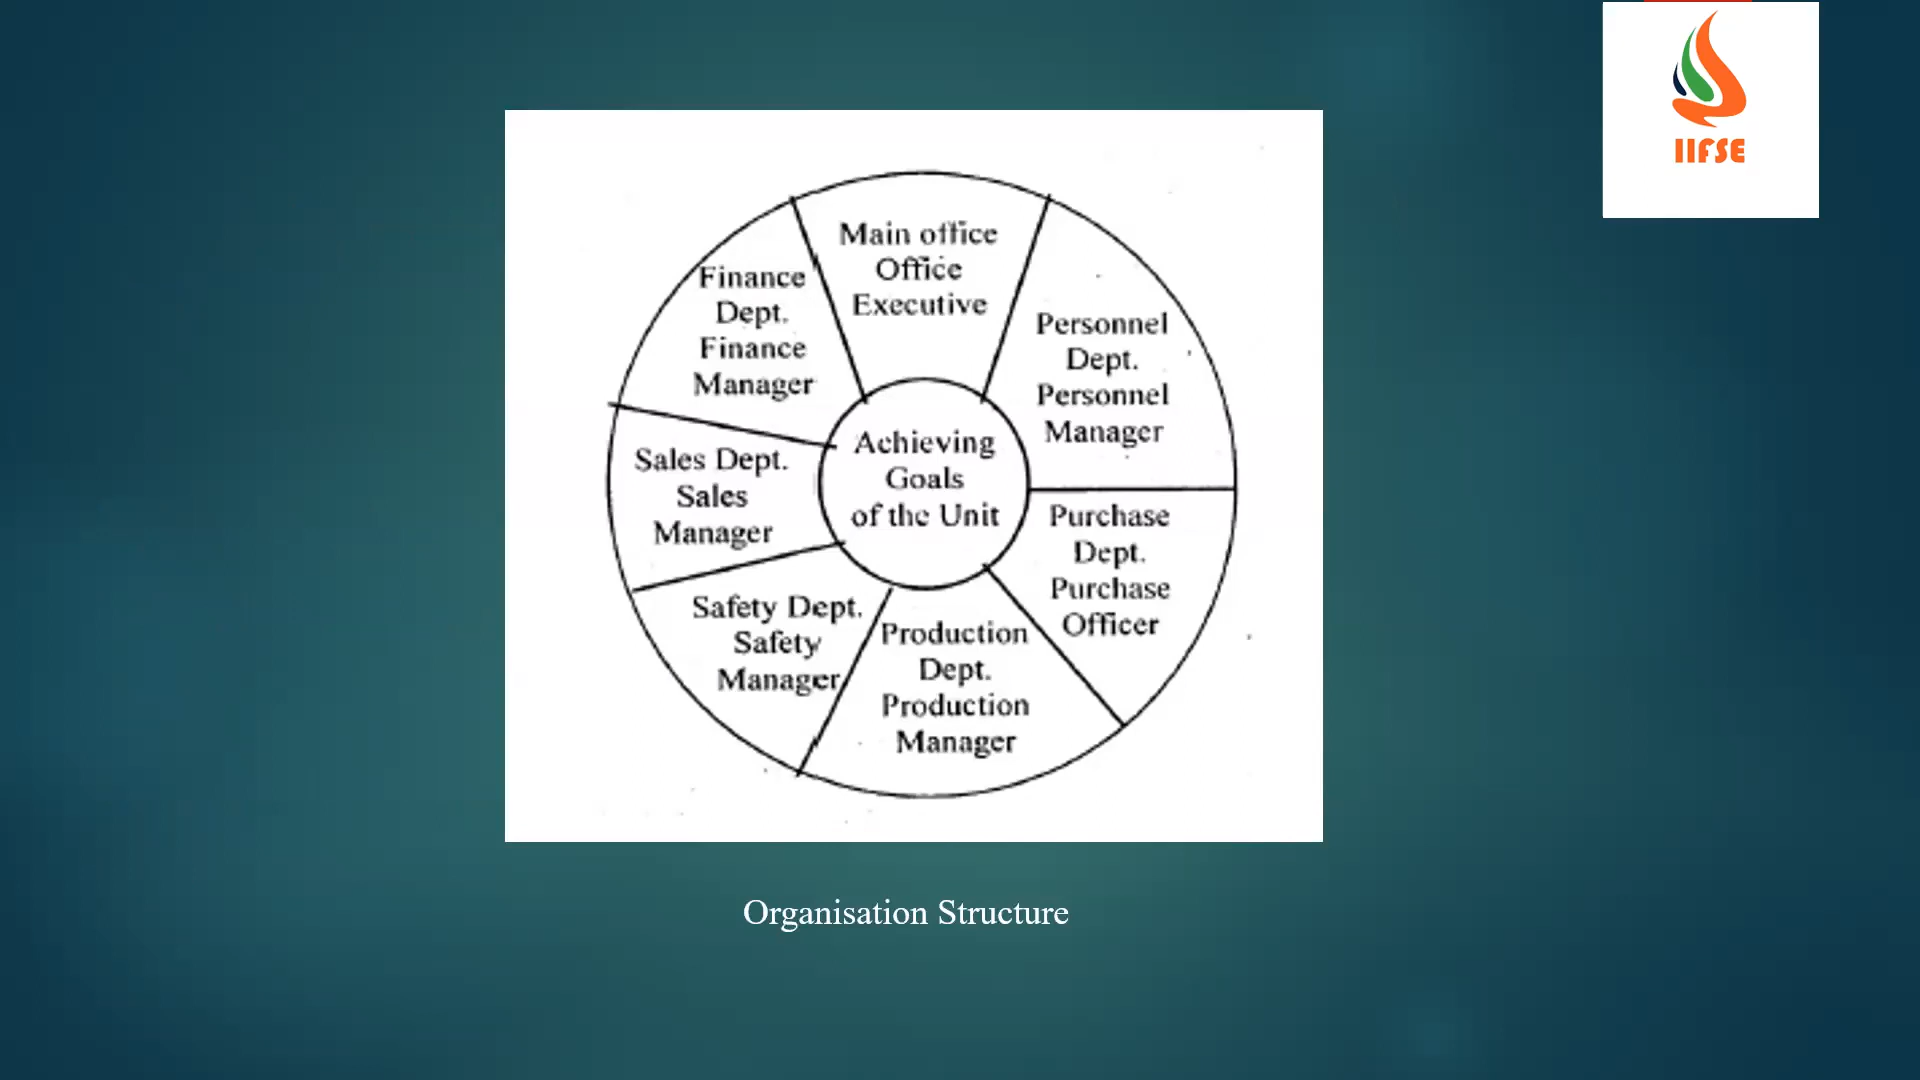 IIFSE
Main office
Office
Executive
Personnel
Dept.
Personnel
Manager
Purchase
Dept.
Purchase
Officer
Production
Dept.
Production
Manager
Safety Dept.
Safety
Manager
Sales Dept.
Sales
Manager
Finance
Dept.
Finance
Manager
Achieving
Goals
of the Unit
Organisation Structure